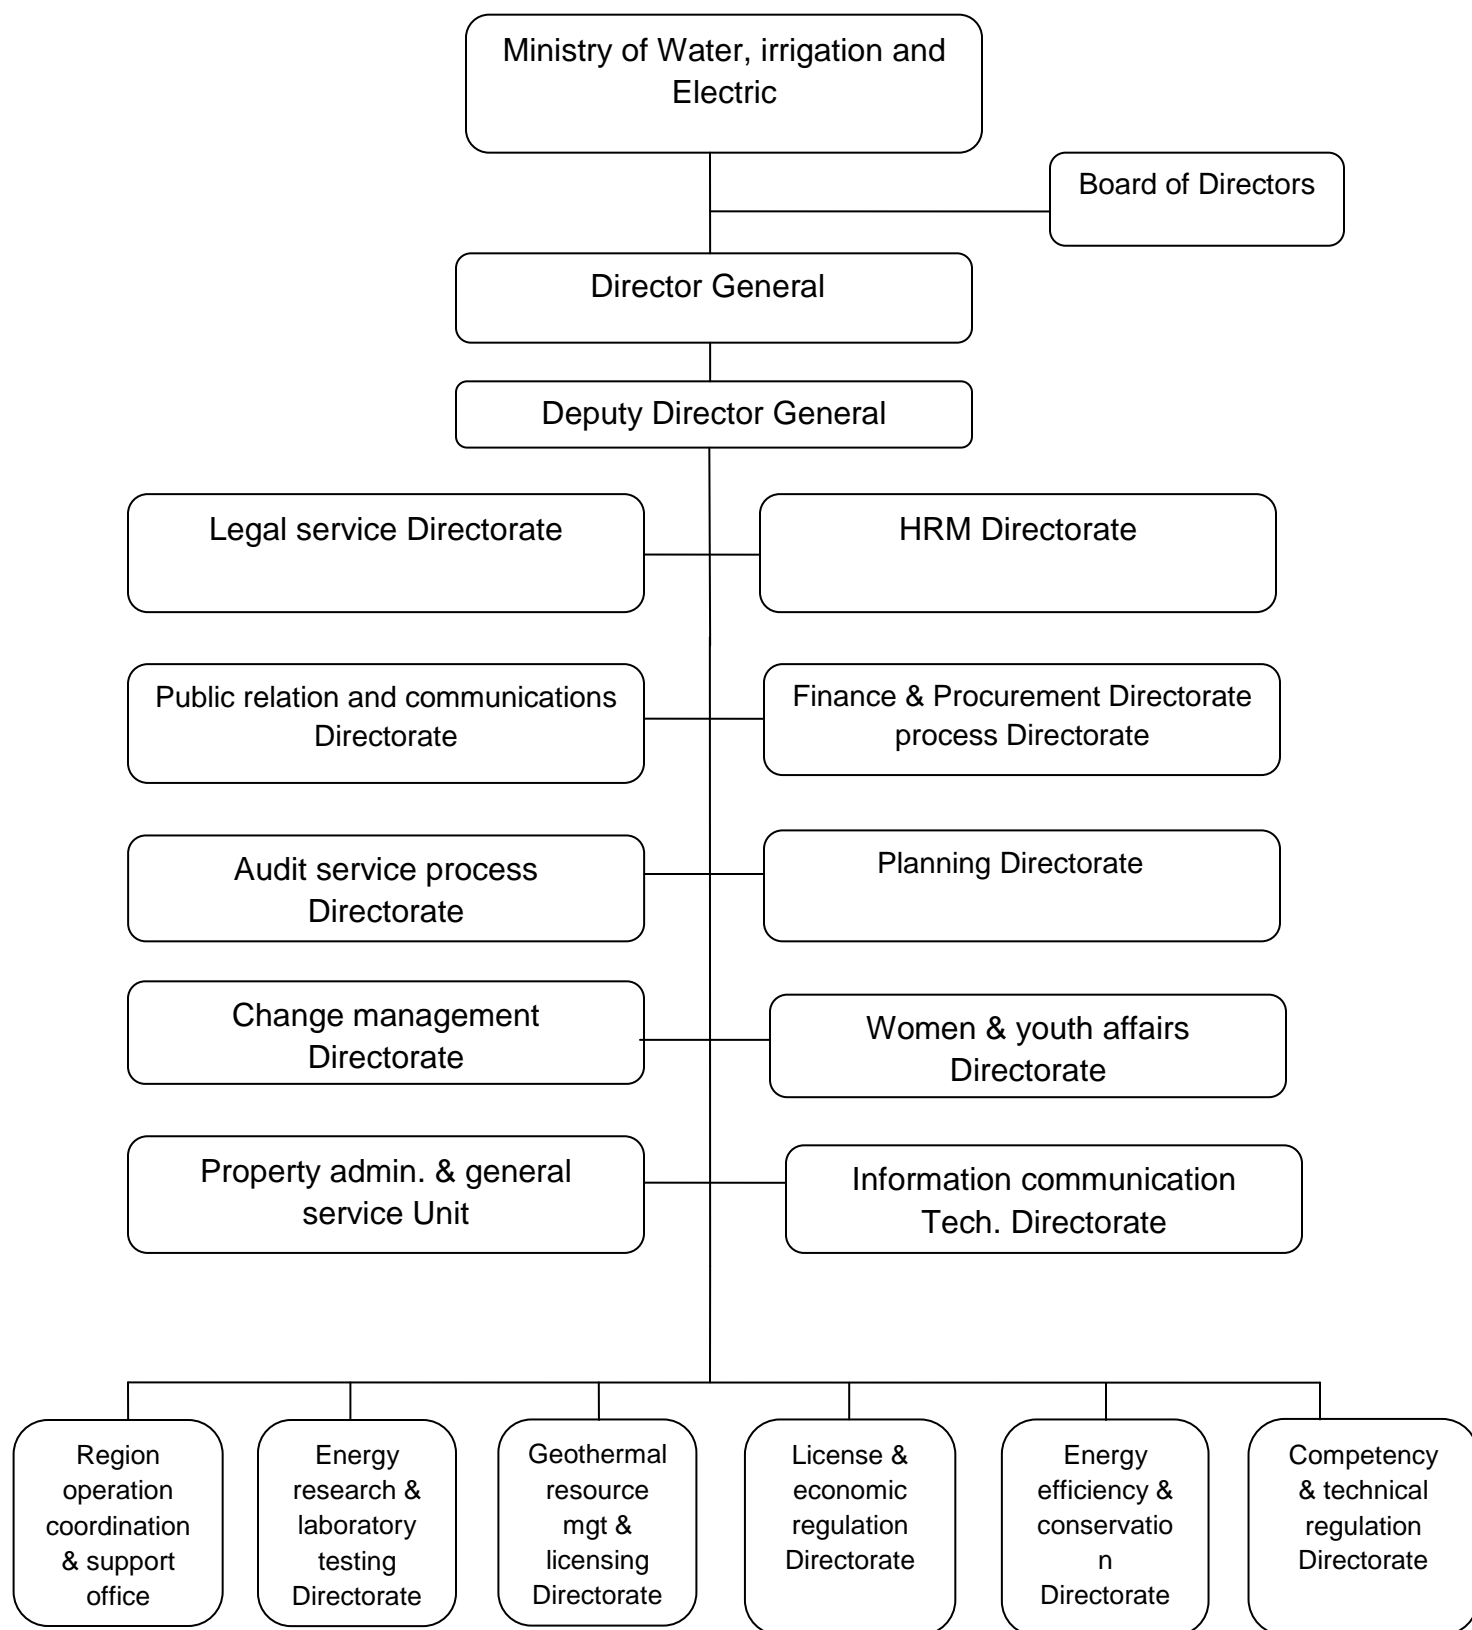 Ministry of Water, irrigation and
Electric
Board of Directors
Director General
Deputy Director General
Legal service Directorate
HRM Directorate
Public relation and communications
Directorate
Finance & Procurement Directorate
process Directorate
Audit service process
Directorate
Planning Directorate
Change management
Directorate
Women & youth affairs
Directorate
Property admin. & general
service Unit
Information communication
Tech. Directorate
Region
operation
coordination
& support
office
Energy
research &
laboratory
testing
Directorate
Geothermal
resource
mgt &
licensing
Directorate
License &
economic
regulation
Directorate
Energy
efficiency &
conservatio
n
Directorate
Competency
& technical
regulation
Directorate